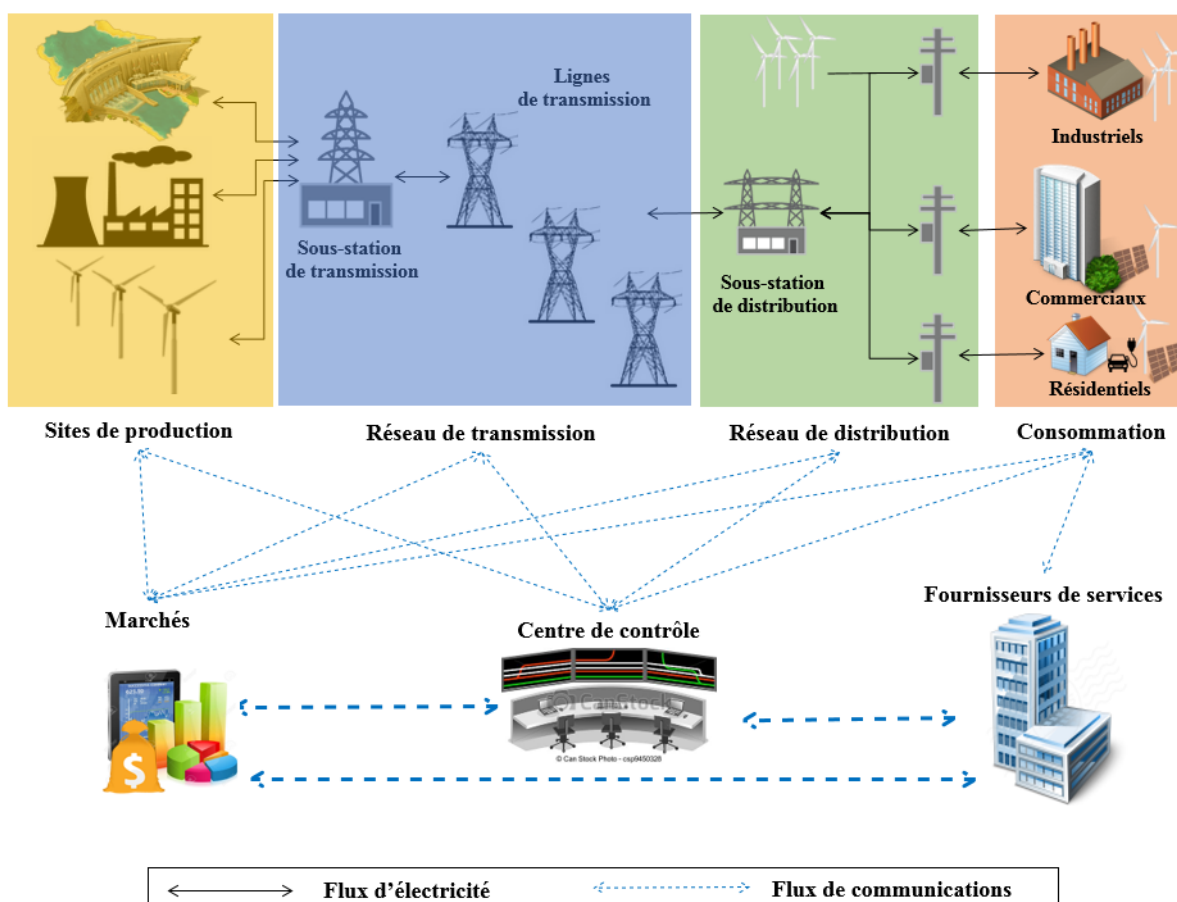 Lignes
de transmission
Sous-station
de transmission
Sous-station
de distribution
Industriels
Commerciaux
Résidentiels
Sites de production
Réseau de transmission
Réseau de distribution
Consommation
Marchés
Centre de contrôle
Fournisseurs de services
CanStock
$
© Can Stock Photo - csp9450328
Flux d'électricité
Flux de communications